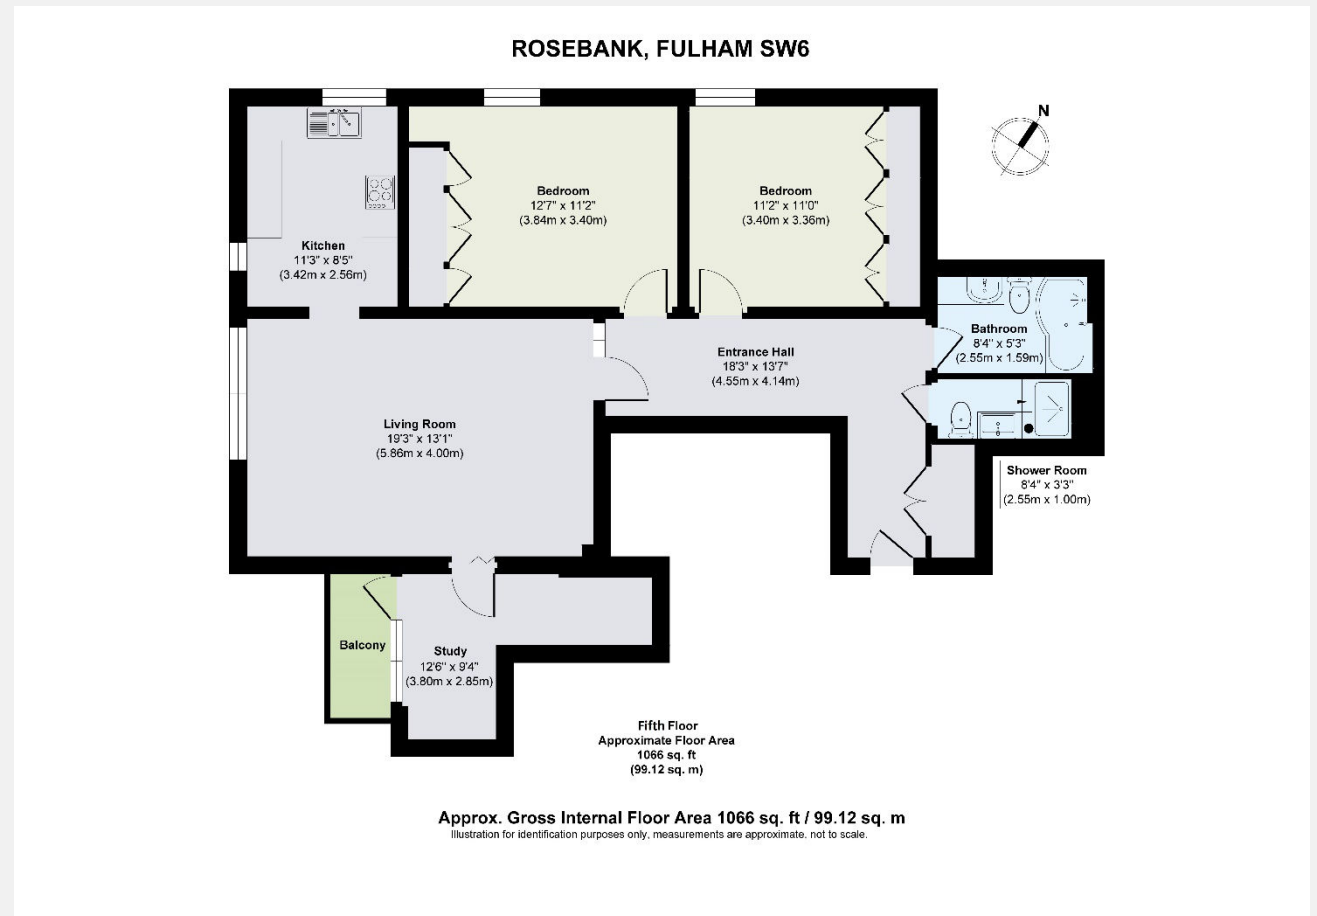 ROSEBANK, FULHAM SW6
N
Bedroom
12'7" x 11'2"
(3.84m x 3.40m)
Bedroom
11'2" x 11'0"
(3.40m x 3.36m)
Kitchen
11'3" x 8'5"
(3.42m x 2.56m)
Bathroom
8'4" x 5'3"
(2.55m x 1.59m)
Entrance Hall
18'3" x 13'7"
(4.55m x 4.14m)
Living Room
19'3" x 13'1"
(5.86m x 4.00m)
Shower Room
8'4" x 3'3"
(2.55m x 1.00m)
Balcony
Study
12'6" x 9'4"
(3.80m x 2.85m)
Fifth Floor
Approximate Floor Area
1066 sq. ft
(99.12 sq. m)
Approx. Gross Internal Floor Area 1066 sq. ft / 99.12 sq. m
Illustration for identification purposes only, measurements are approximate, not to scale.